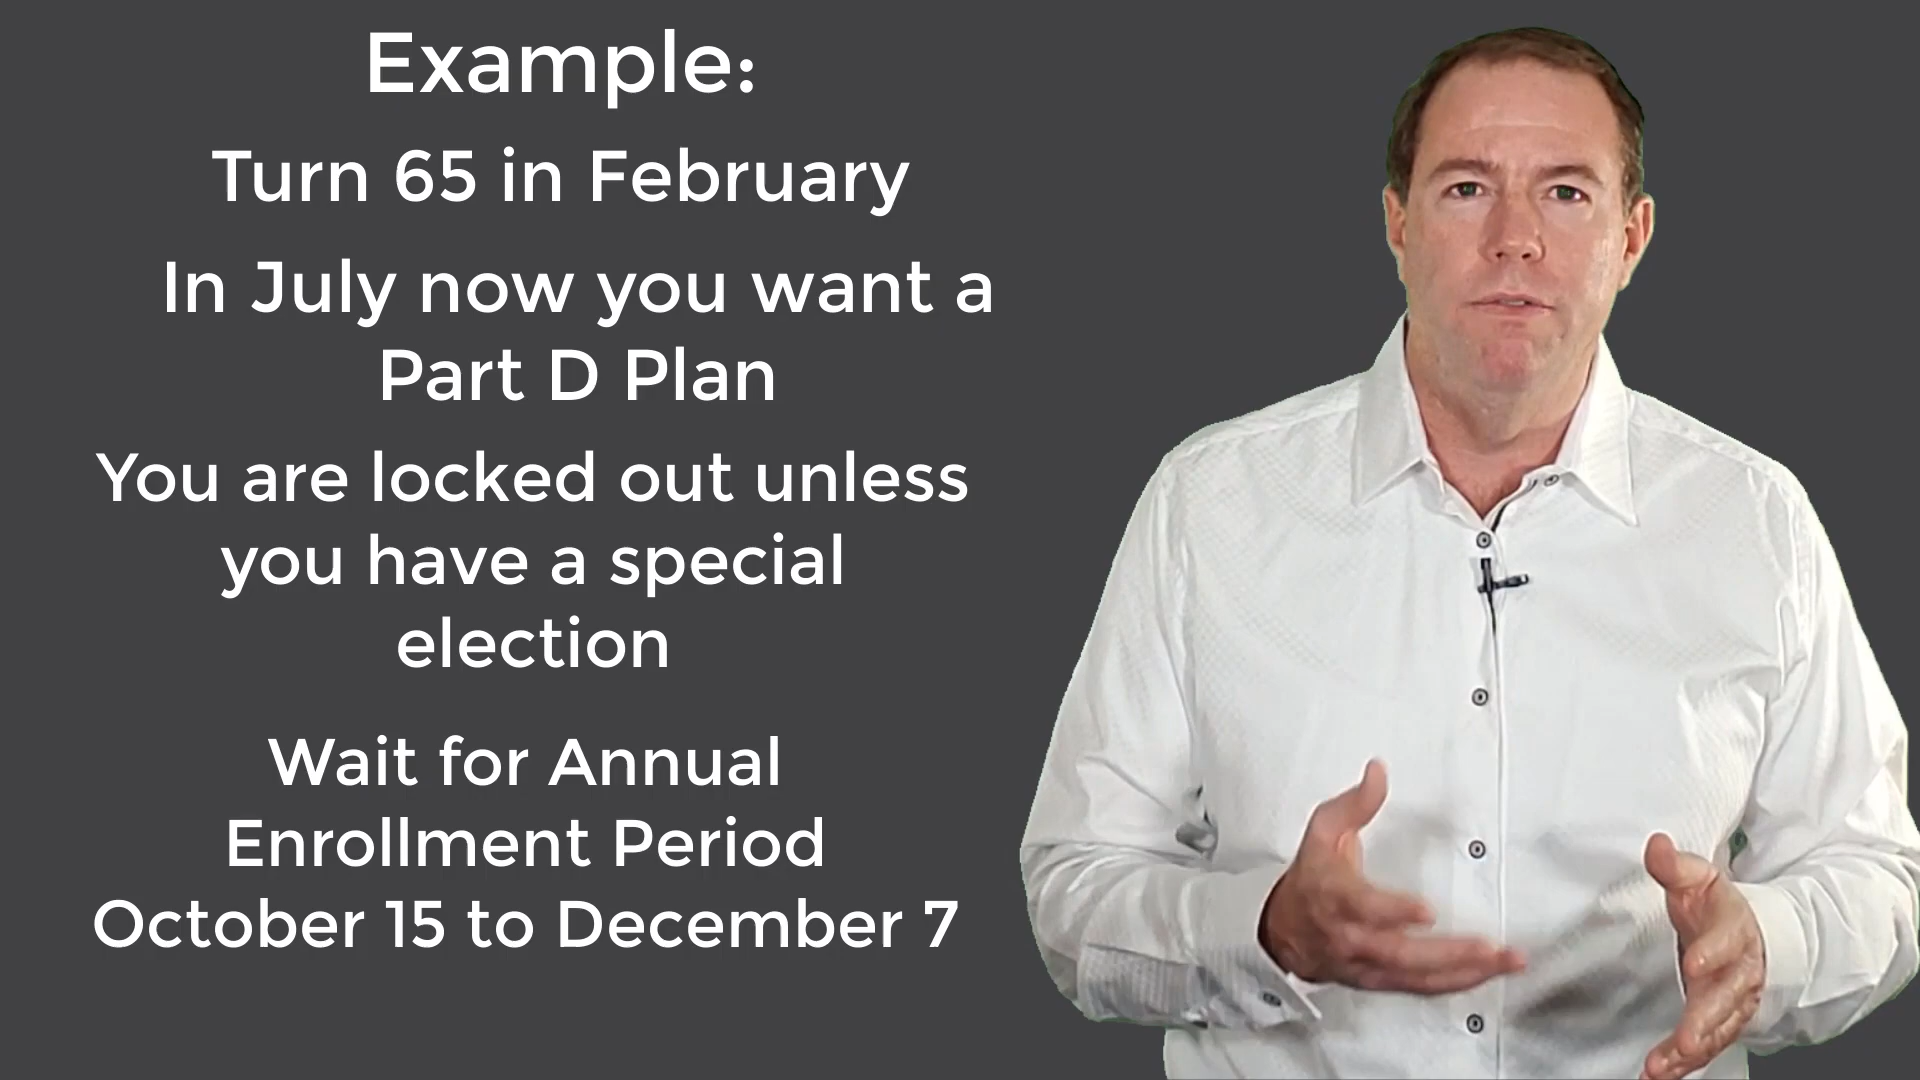 Example:
Turn 65 in February
In July now you want a
Part D Plan
You are locked out unless
you have a special
election
Wait for Annual
Enrollment Period
October 15 to December 7